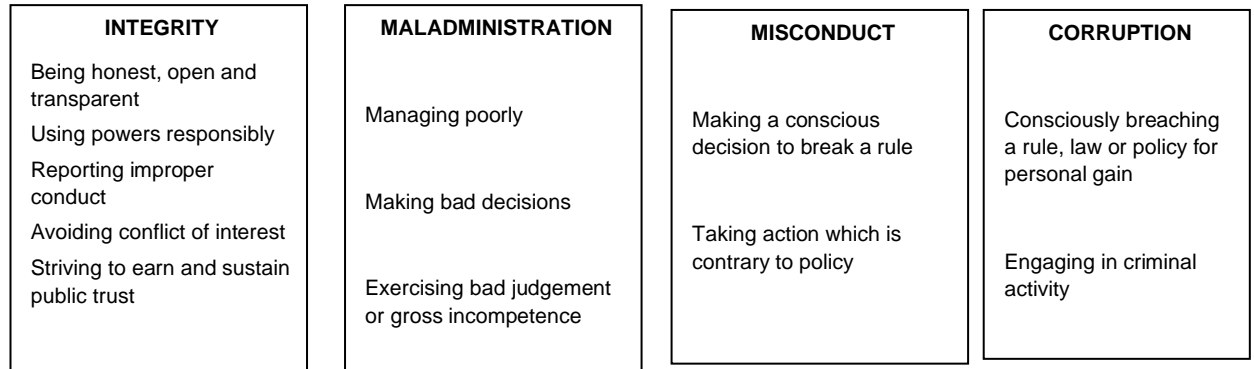 INTEGRITY
Being honest, open and
transparent
Using powers responsibly
Reporting improper
conduct
Avoiding conflict of interest
Striving to earn and sustain
public trust
MALADMINISTRATION
Managing poorly
Making bad decisions
Exercising bad judgement
or gross incompetence
MISCONDUCT
Making a conscious
decision to break a rule
Taking action which is
contrary to policy
CORRUPTION
Consciously breaching
a rule, law or policy for
personal gain
Engaging in criminal
activity